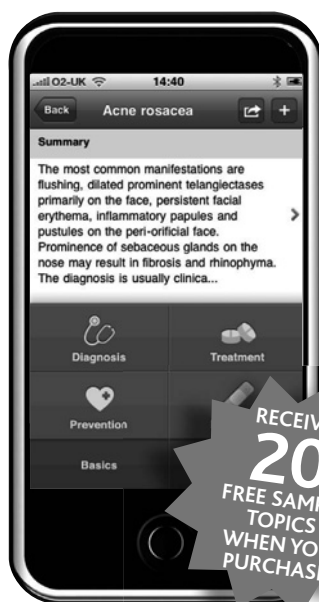 O2-UK 14:40
Back Acne rosacea +
Summary
The most common manifestations are
flushing, dilated prominent telangiectases
primarily on the face, persistent facial
erythema, inflammatory papules and
pustules on the peri-orificial face.
Prominence of sebaceous glands on the
nose may result in fibrosis and rhinophyma.
The diagnosis is usually clinica...
Diagnosis Treatment
Prevention
Basics
20
FREE
TOPICS
WHEN